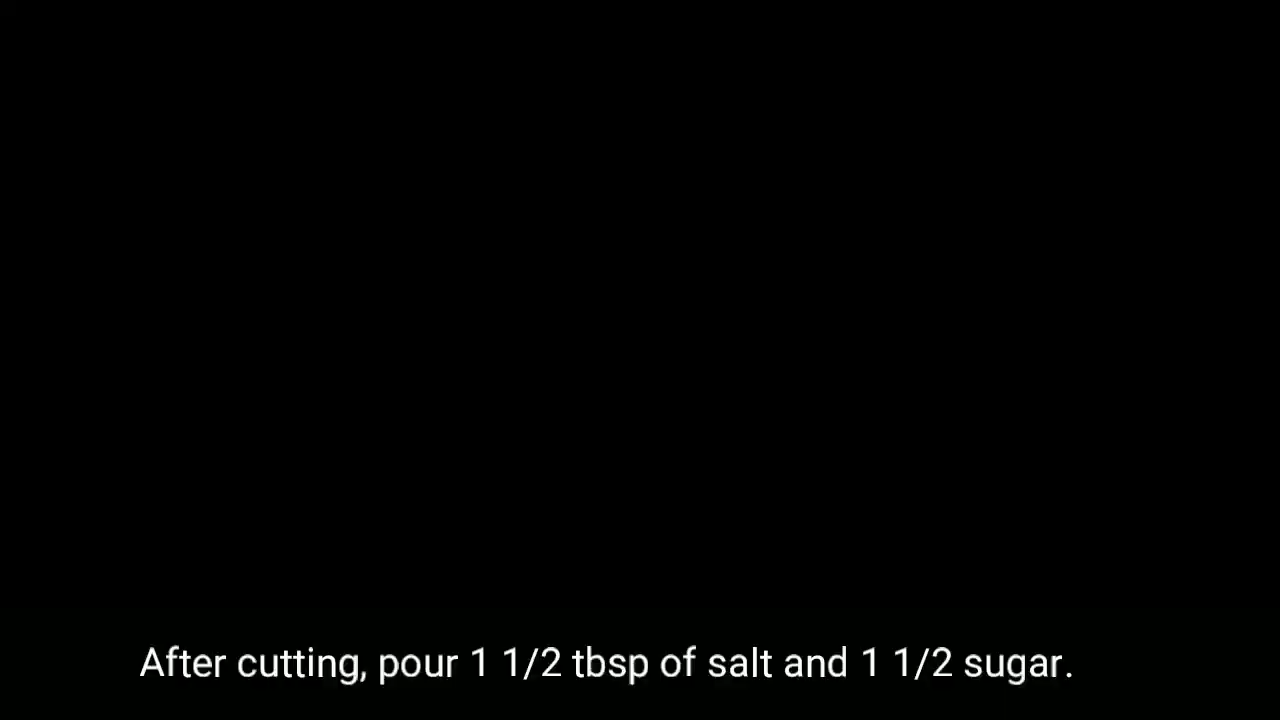 After cutting, pour 1 1/2 tbsp of salt and 1 1/2 sugar.